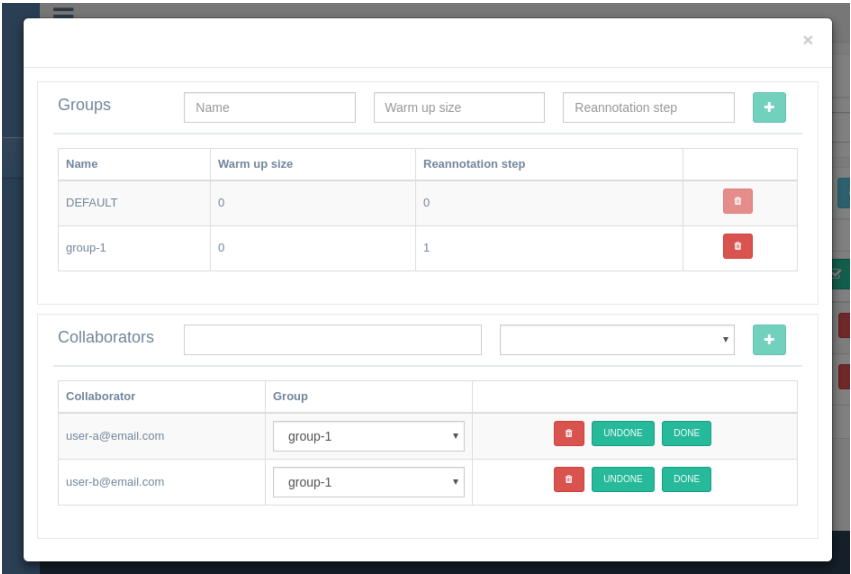 ×
Groups Name Warm up size Reannotation step
Name Warm up size Reannotation step
DEFAULT 0 0
group-1 0 1
Collaborators
Collaborator Group
user-a@email.com group-1 UNDONE DONE
user-b@email.com group-1 UNDONE DONE